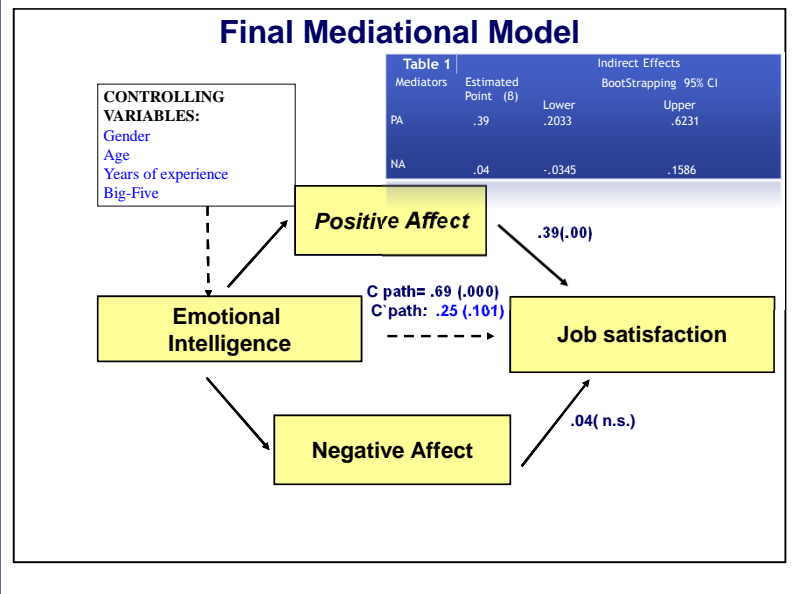 Final Mediational Model
Table 1 Indirect Effects
Mediators Estimated Point (ß) BootStrapping 95% CI
Lower Upper
PA .39 .2033 .6231
NA .04 -.0345 .1586
CONTROLLING
VARIABLES:
Gender
Age
Years of experience
Big-Five
Positive Affect
.39(.00)
C path= .69 (.000)
C`path: .25 (.101)
Emotional
Intelligence
Job satisfaction
.04( n.s.)
Negative Affect